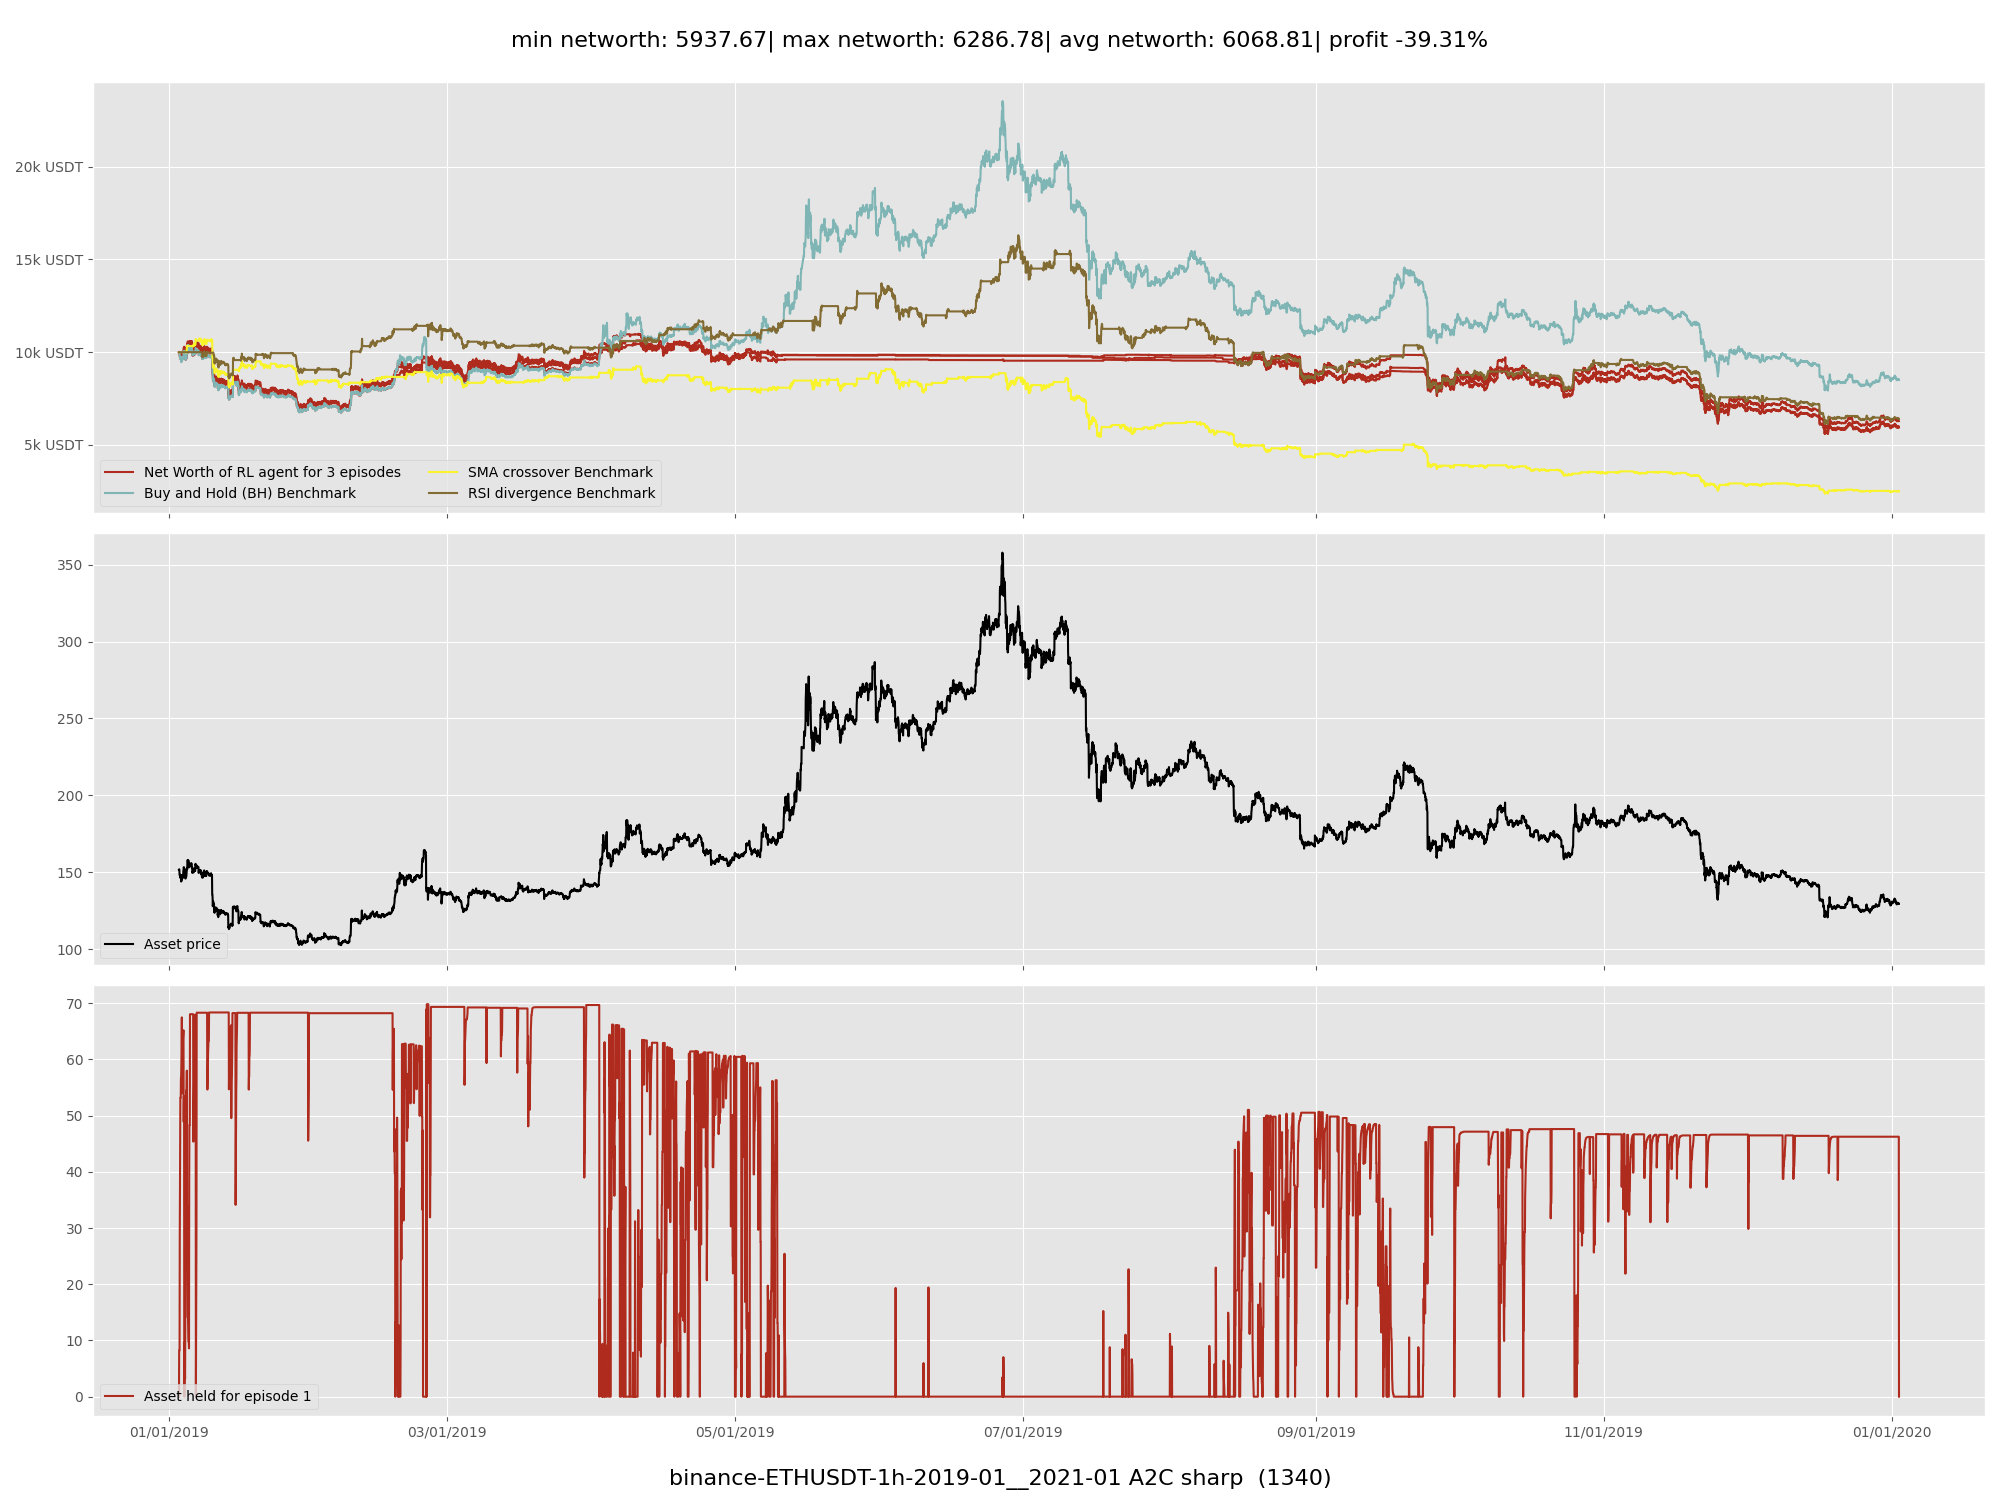 min networth: 5937.67| max networth: 6286.78| avg networth: 6068.81| profit -39.31%
20k USDT
15k USDT
10k USDT
5k USDT
Net Worth of RL agent for 3 episodes
Buy and Hold (BH) Benchmark
SMA crossover Benchmark
RSI divergence Benchmark
350
300
250
200
150
100
Asset price
70
60
50
40
30
20
10
0
Asset held for episode 1
01/01/2019 03/01/2019 05/01/2019 07/01/2019 09/01/2019 11/01/2019 01/01/2020
binance-ETHUSDT-1h-2019-01__2021-01 A2C sharp (1340)